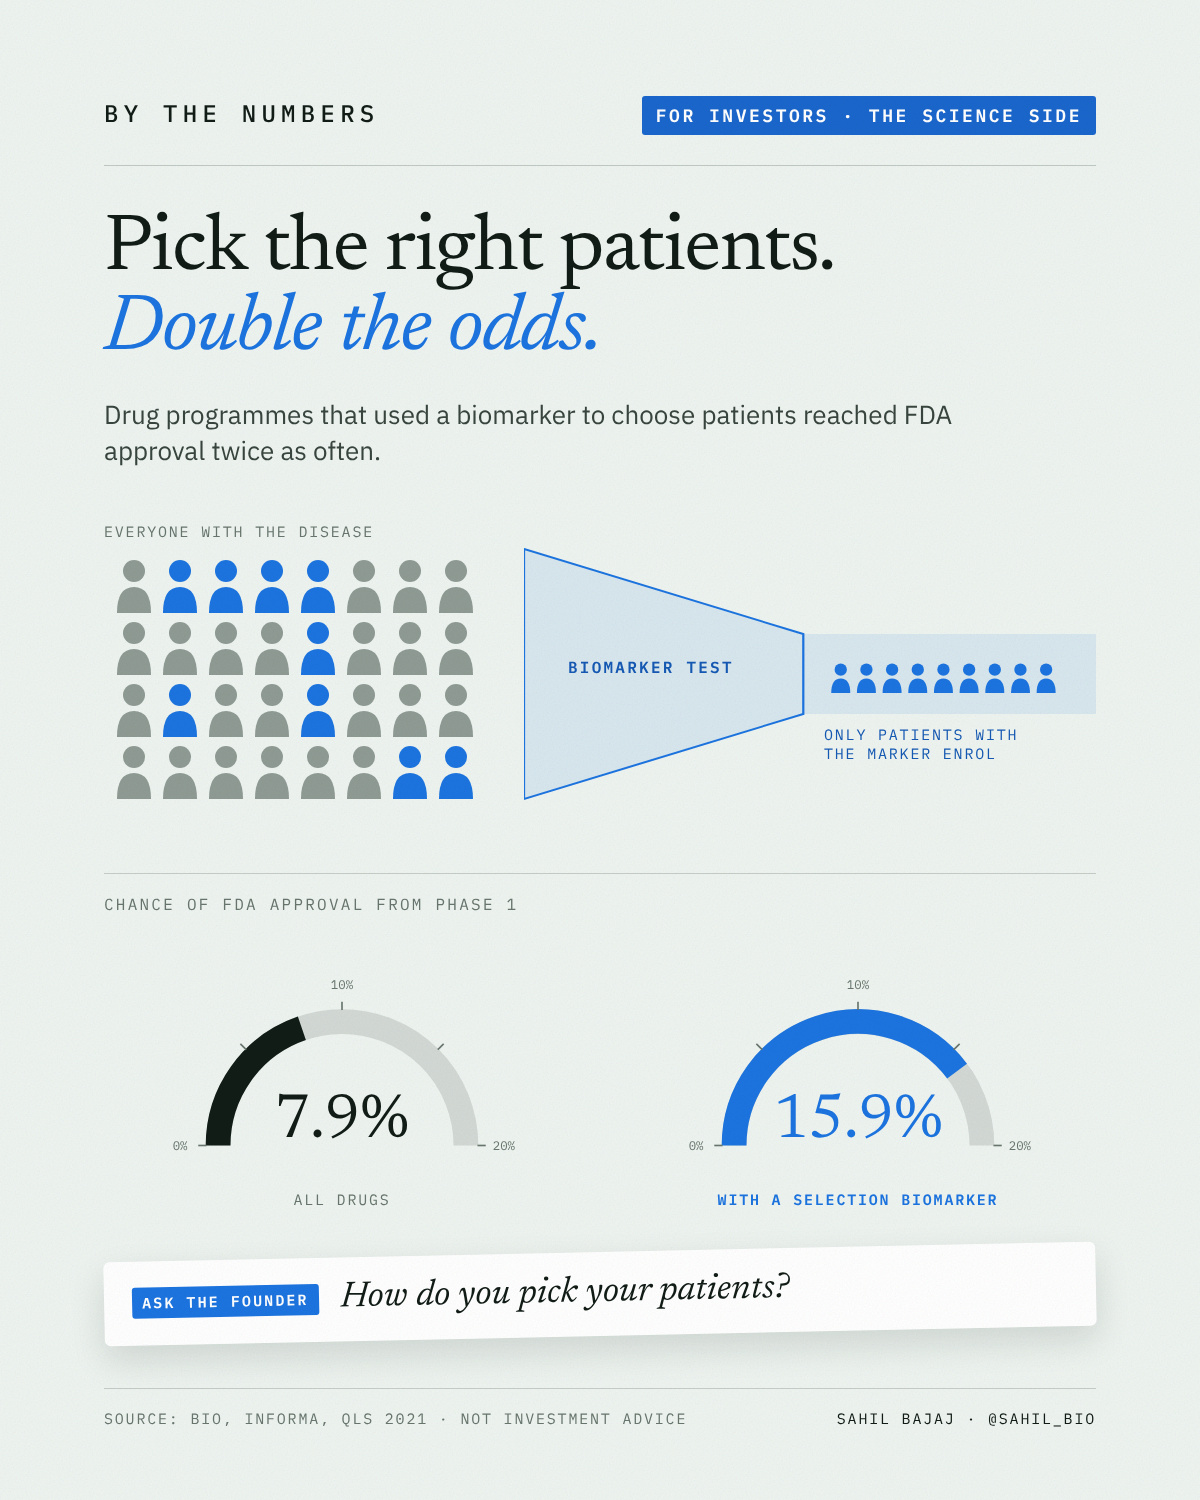 BY THE NUMBERS
FOR INVESTORS · THE SCIENCE SIDE
Pick the right patients.
Double the odds.
Drug programmes that used a biomarker to choose patients reached FDA
approval twice as often.
EVERYONE WITH THE DISEASE
BIOMARKER TEST
ONLY PATIENTS WITH
THE MARKER ENROL
CHANCE OF FDA APPROVAL FROM PHASE 1
10%
0%
7.9%
20%
ALL DRUGS
10%
0%
15.9%
20%
WITH A SELECTION BIOMARKER
ASK THE FOUNDER
How do you pick your patients?
SOURCE: BIO, INFORMA, QLS 2021 · NOT INVESTMENT ADVICE
SAHIL BAJAJ · @SAHIL_BIO